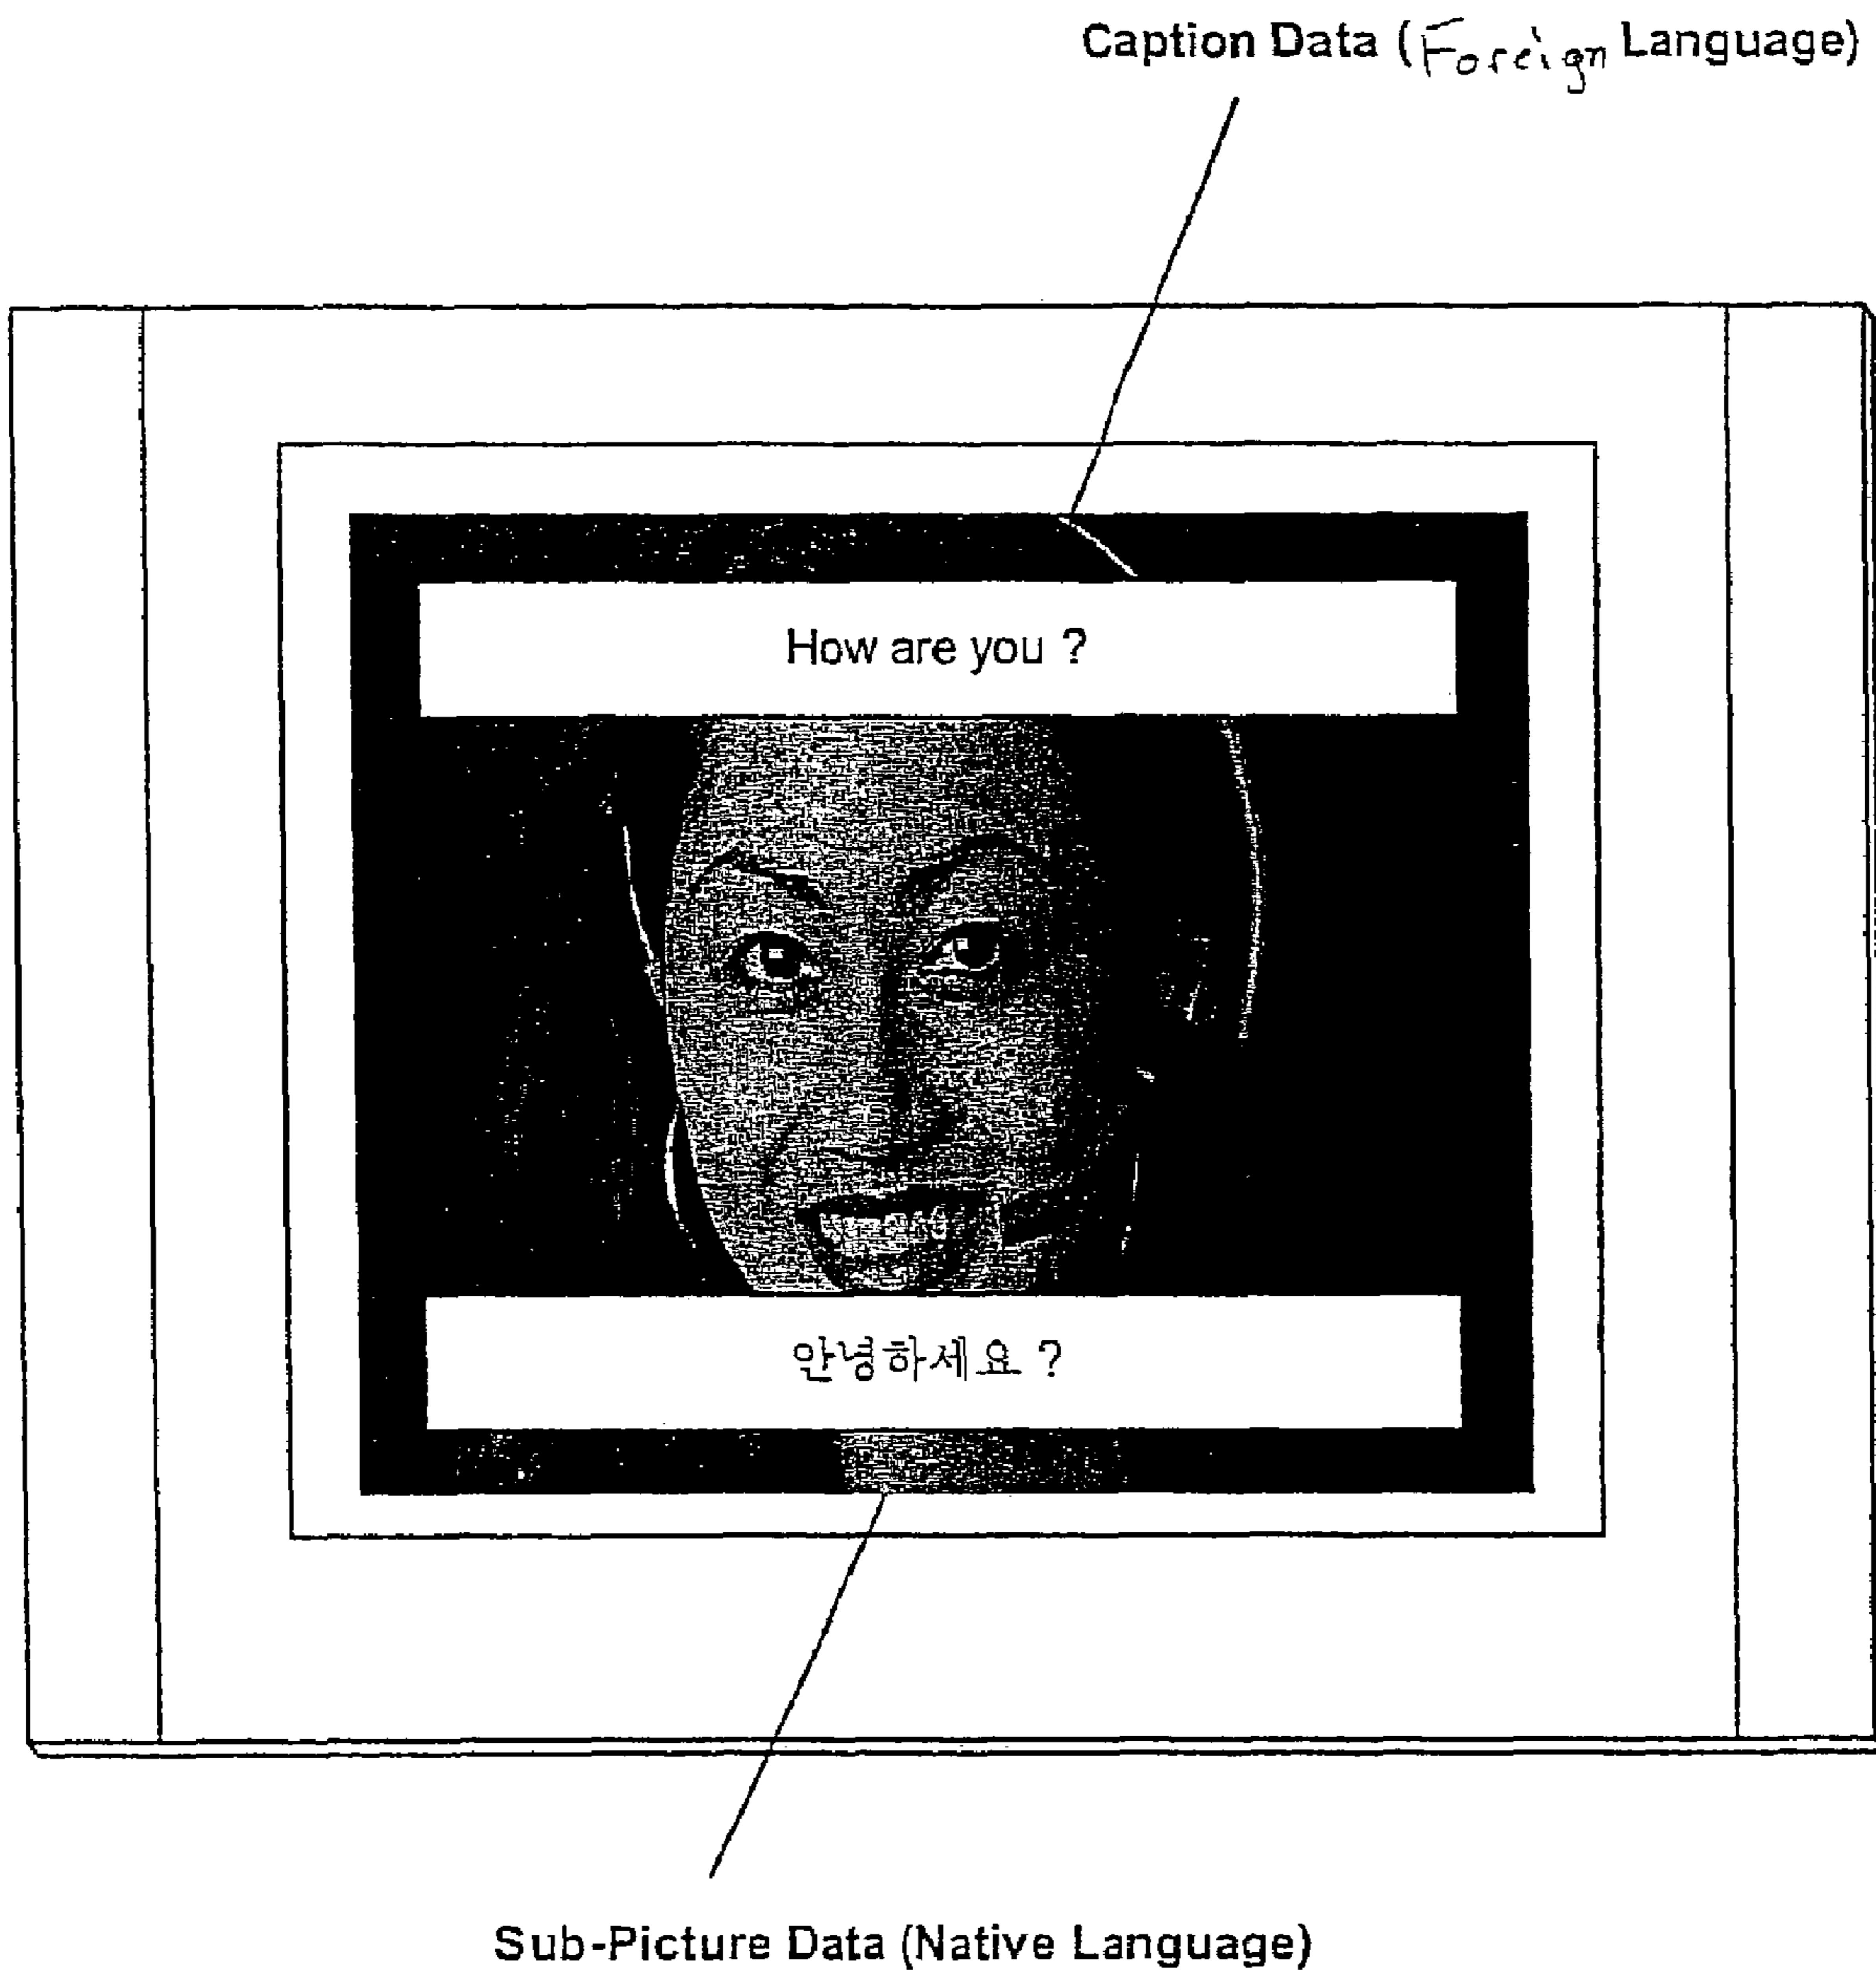 Caption Data (Foreign Language)
How are you ?
안녕하세요 ?
Sub-Picture Data (Native Language)